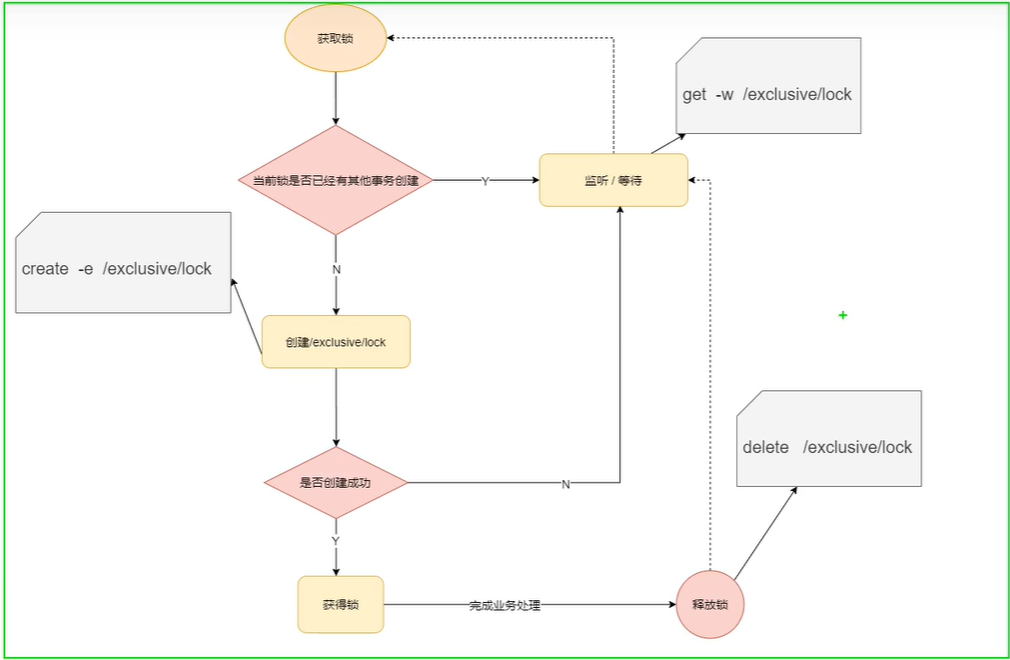 获取锁
get -w /exclusive/lock
当前锁是否已经有其他事务创建
Y
监听 / 等待
create -e /exclusive/lock
N
创建/exclusive/lock
delete /exclusive/lock
是否创建成功
N
Y
获得锁
完成业务处理
释放锁